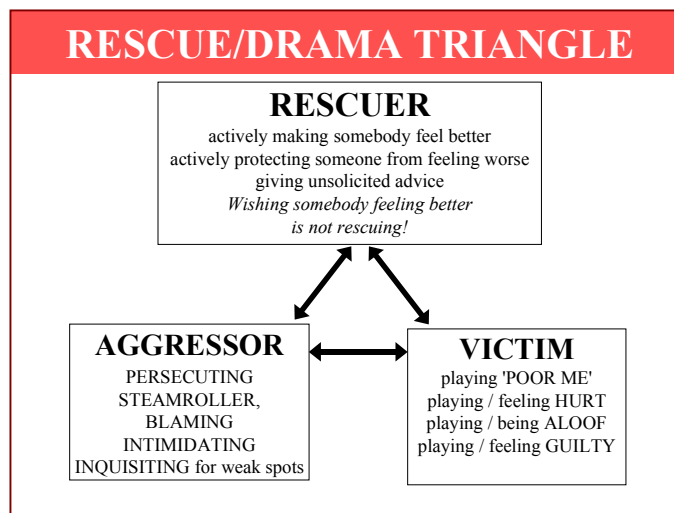 RESCUE/DRAMA TRIANGLE
RESCUER
actively making somebody feel better
actively protecting someone from feeling worse
giving unsolicited advice
Wishing somebody feeling better
is not rescuing!
AGGRESSOR
PERSECUTING
STEAMROLLER,
BLAMING
INTIMIDATING
INQUISITING for weak spots
VICTIM
playing 'POOR ME'
playing / feeling HURT
playing / being ALOOF
playing / feeling GUILTY